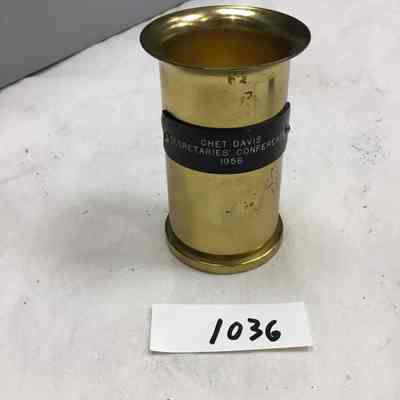 CHET DAVIS
SECRETARIES' CONFERENCE
1956
1036